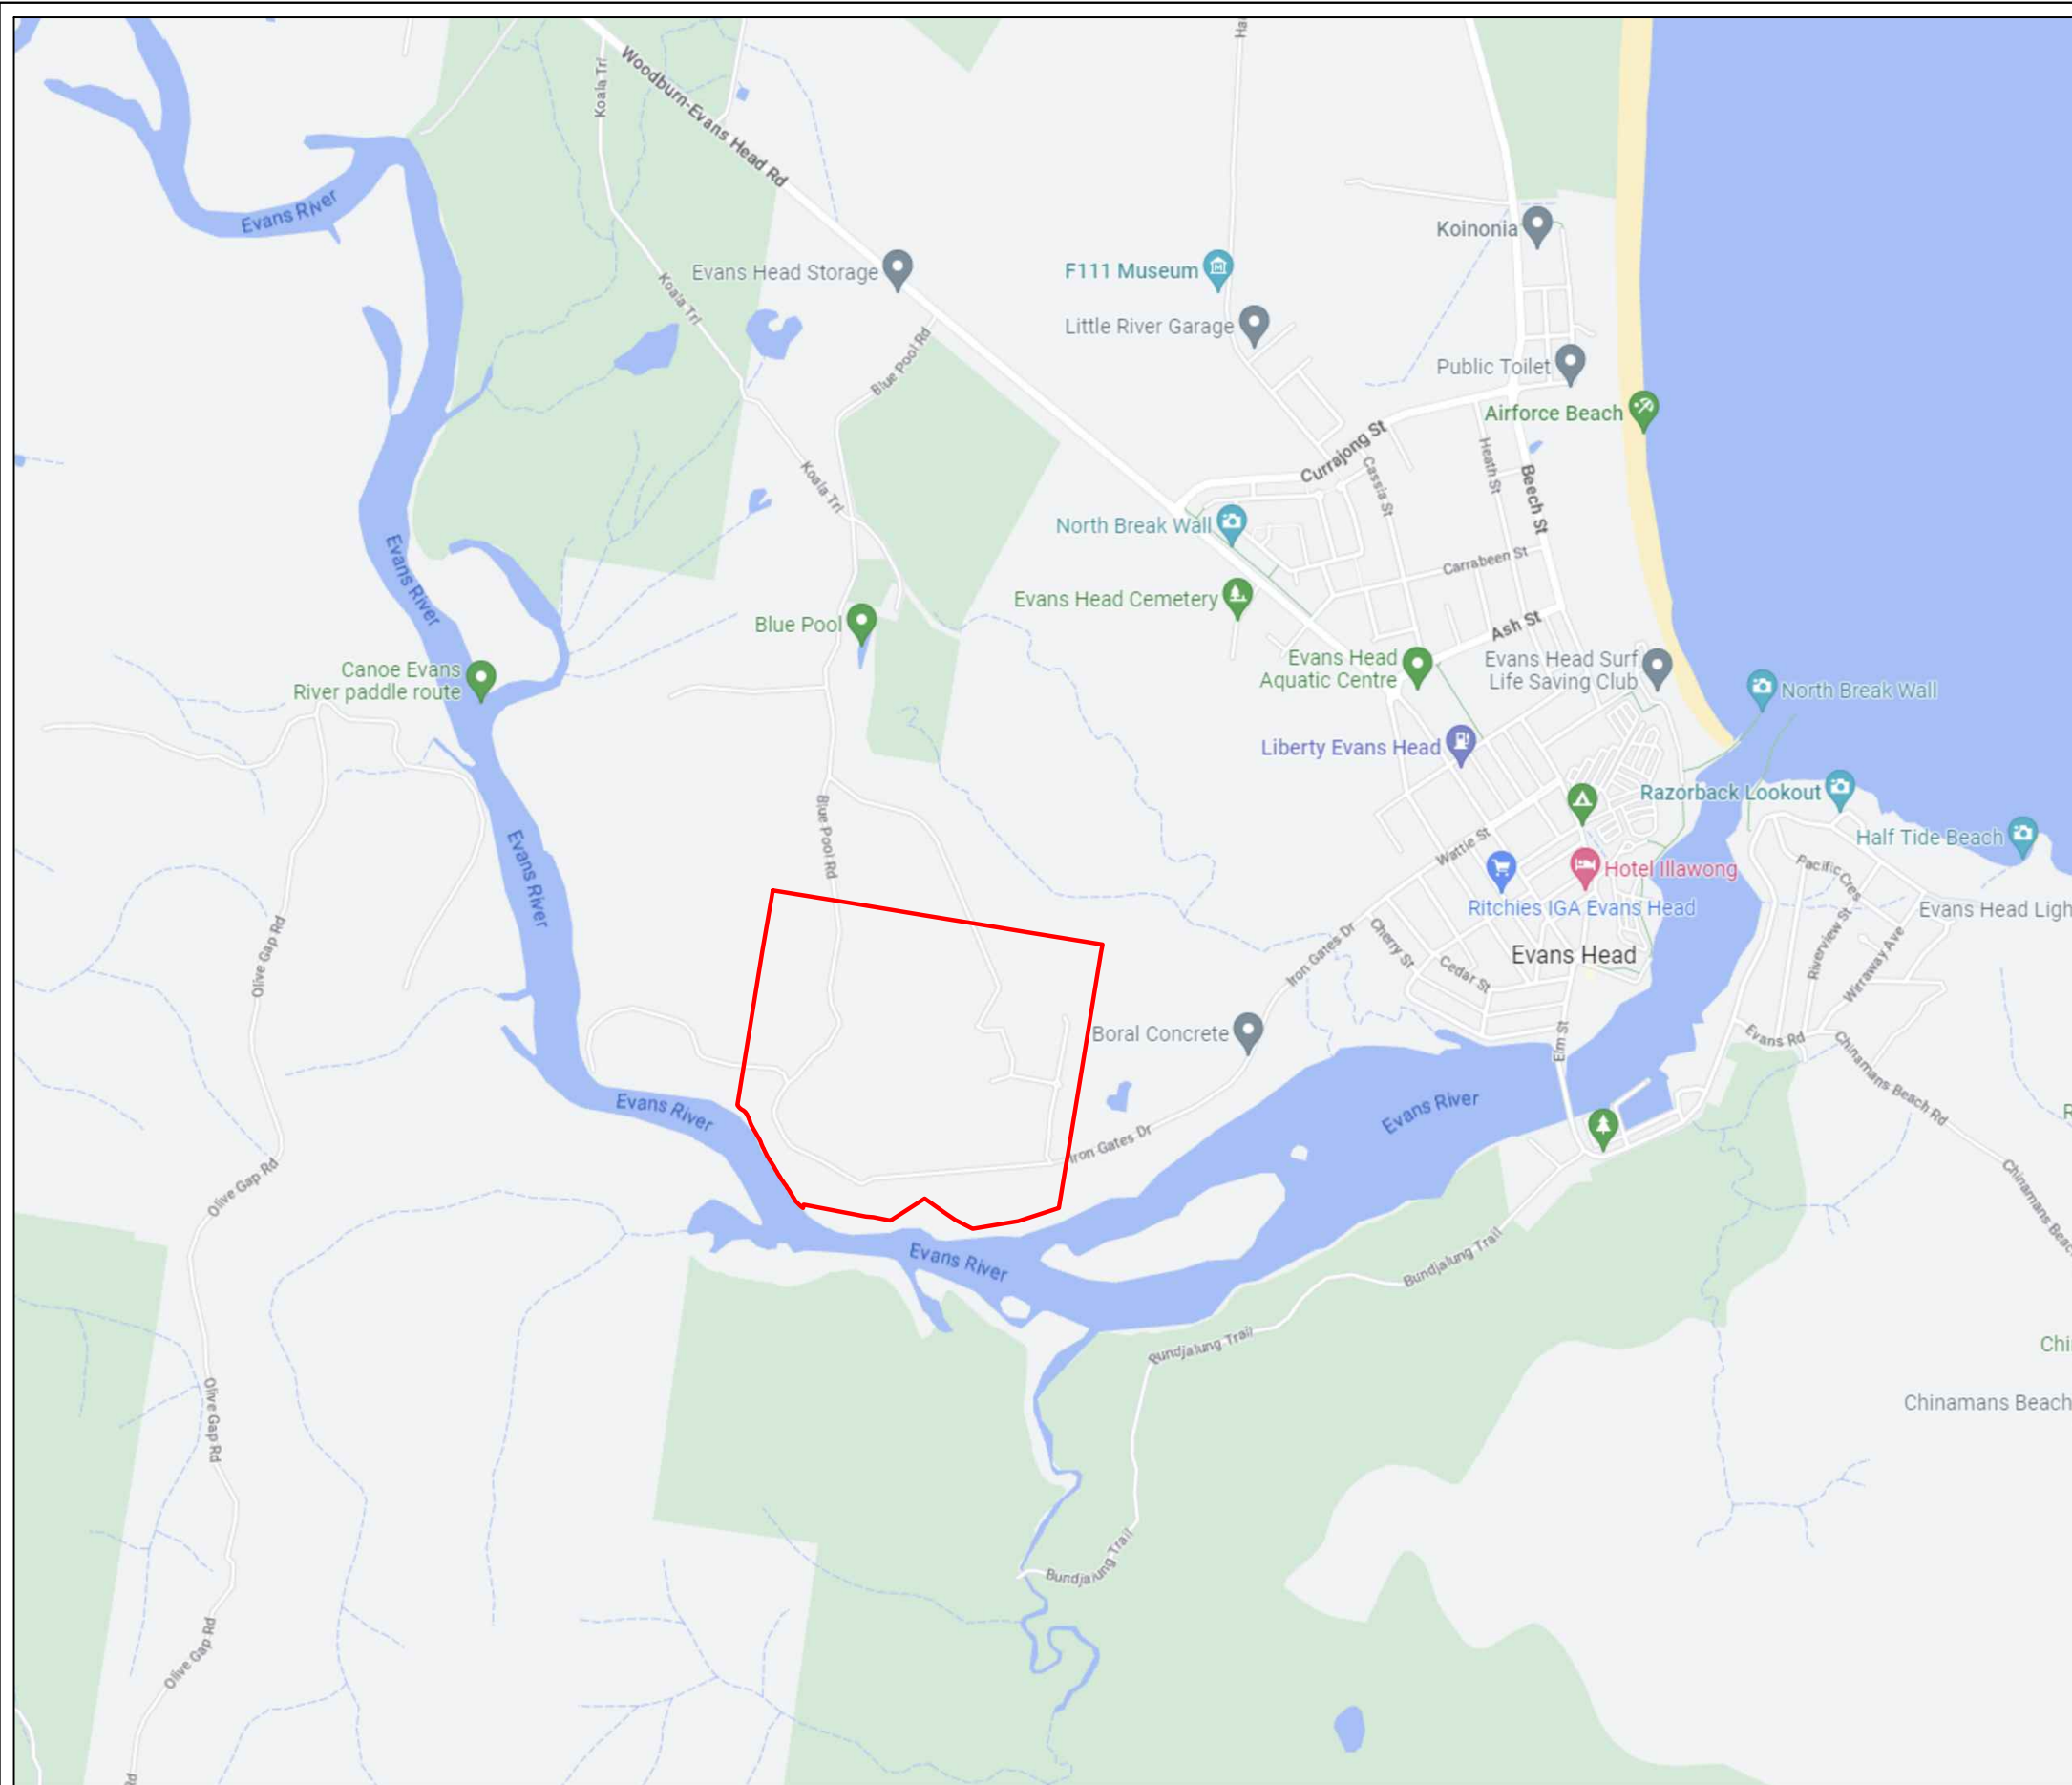 Woodburn-Evans Head Rd
Koala Trl
Evans River
Koinonia
F111 Museum
Evans Head Storage
Koala Trl
Little River Garage
Blue Pool Rd
Public Toilet
Airforce Beach
Currajong St
Heath St
Cassia St
Beech St
Koala Trl
North Break Wall
Evans River
Carrabeen St
Evans Head Cemetery
Blue Pool
Ash St
Evans Head
Aquatic Centre
Evans Head Surf
Life Saving Club
Canoe Evans
River paddle route
North Break Wall
Liberty Evans Head
Razorback Lookout
Blue Pool Rd
Half Tide Beach
Wattie St
Evans River
Hotel Illawong
Pacific Cres
Ritchies IGA Evans Head
Evans Head Ligh
Olive Gap Rd
Iron Gates Dr
Cherry St
Cedar St
Evans Head
Riverview St
Wirraway Ave
Boral Concrete
Elm St
Evans Rd
Chinamans Beach Rd
Evans River
Evans River
Iron Gates Dr
Olive Gap Rd
Chinamans Beac
Evans River
Bundjalung Trail
Bundjalung Trail
Chi
Olive Gap Rd
Chinamans Beach
Bundjalung Trail
Olive Gap Rd
Rd